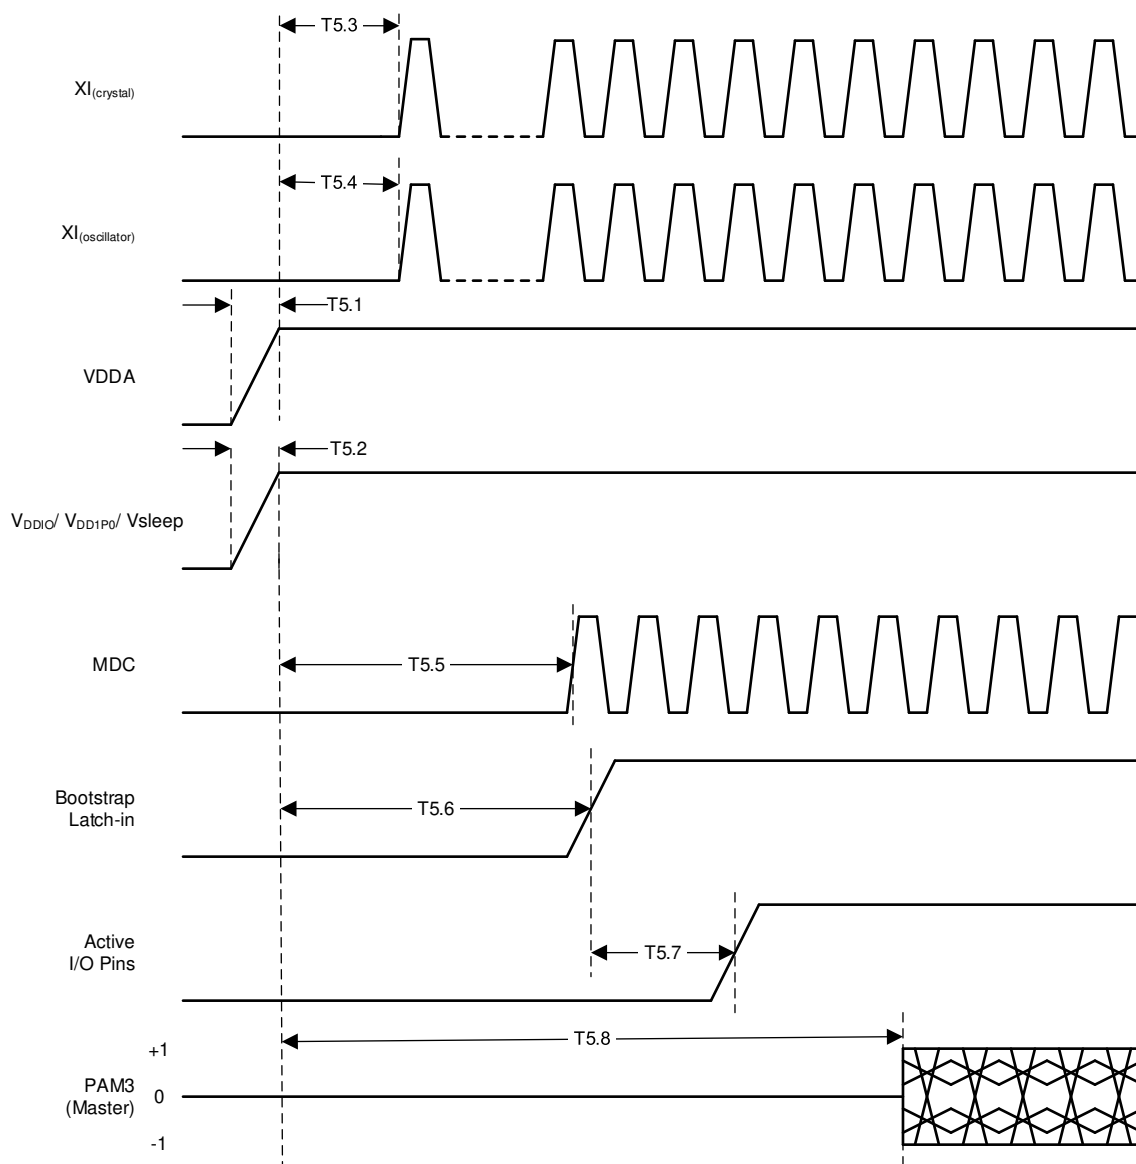 T5.3
XI(crystal)
T5.4
XI(oscillator)
T5.1
VDDA
T5.2
VDDIO/ VDD1P0/ Vsleep
MDC
T5.5
Bootstrap
Latch-in
T5.6
Active
I/O Pins
T5.7
T5.8
+1
PAM3
(Master)
0
-1